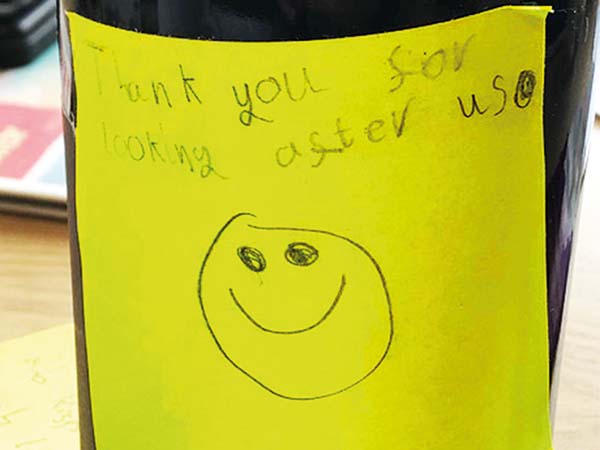 Thank you for
looking after us.